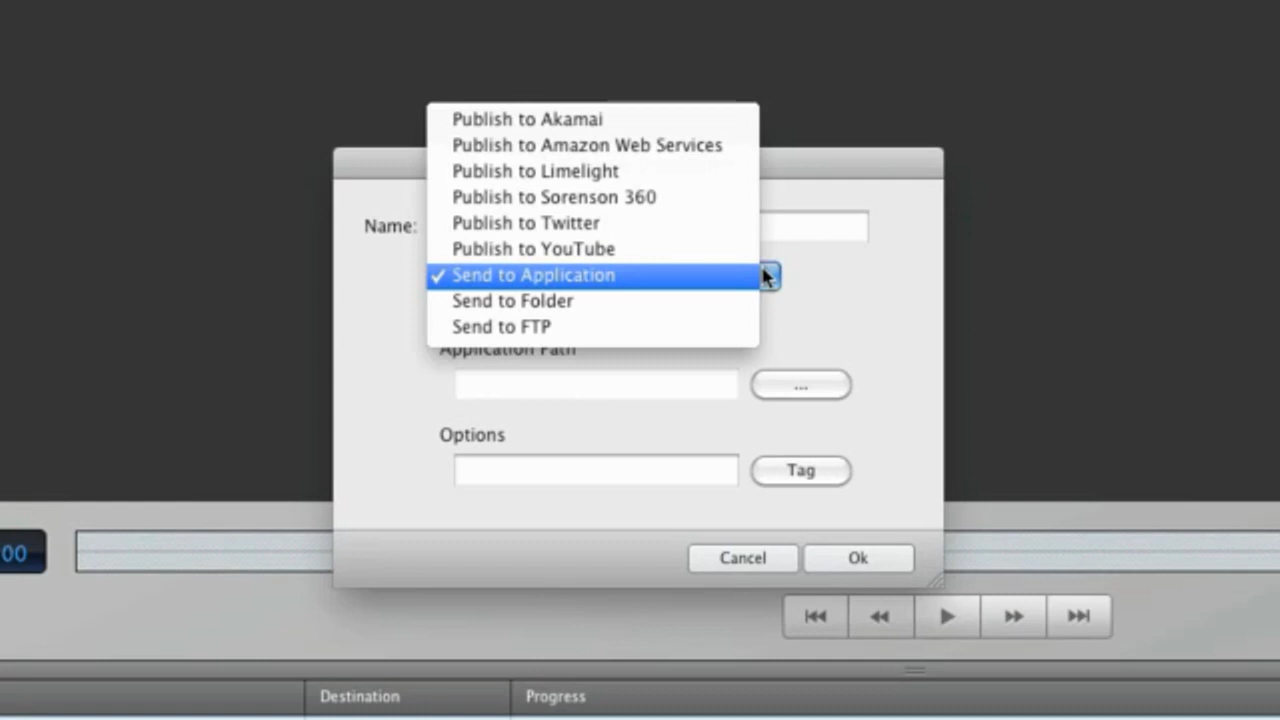 Publish to Akamai
Publish to Amazon Web Services
Publish to Limelight
Publish to Sorenson 360
Name:
Publish to Twitter
Publish to YouTube
✓ Send to Application
Send to Folder
Send to FTP
Application Path
...
Options
Tag
00
Cancel
Ok
Destination
Progress